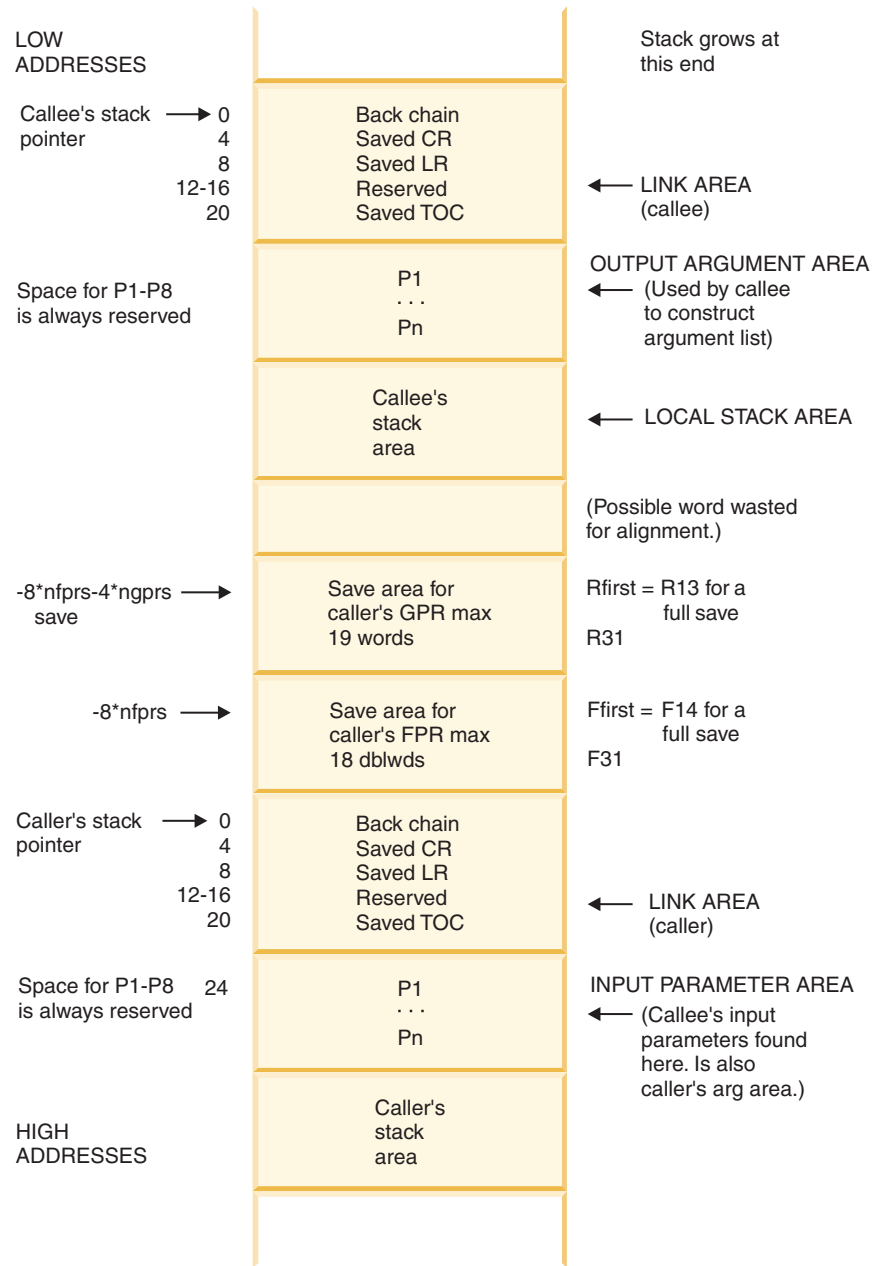 LOW
ADDRESSES
Stack grows at
this end
Callee's stack
pointer
0
4
8
12-16
20
Back chain
Saved CR
Saved LR
Reserved
Saved TOC
LINK AREA
(callee)
Space for P1-P8
is always reserved
P1
. . .
Pn
OUTPUT ARGUMENT AREA
(Used by callee
to construct
argument list)
Callee's
stack
area
LOCAL STACK AREA
(Possible word wasted
for alignment.)
-8*nfprs-4*ngprs
save
Save area for
caller's GPR max
19 words
Rfirst = R13 for a
full save
R31
-8*nfprs
Save area for
caller's FPR max
18 dblwds
Ffirst = F14 for a
full save
F31
Caller's stack
pointer
0
4
8
12-16
20
Back chain
Saved CR
Saved LR
Reserved
Saved TOC
LINK AREA
(caller)
Space for P1-P8
is always reserved
24
P1
. . .
Pn
INPUT PARAMETER AREA
(Callee's input
parameters found
here. Is also
caller's arg area.)
Caller's
stack
area
HIGH
ADDRESSES